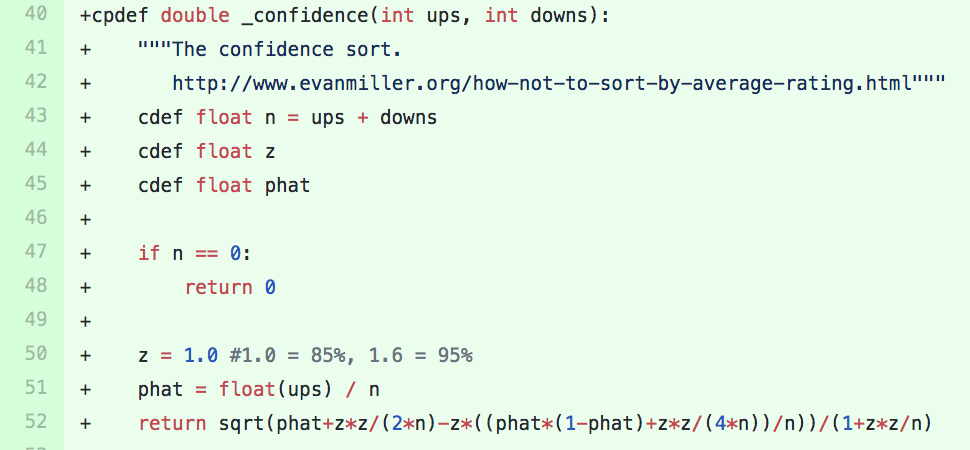 40 +cpdef double _confidence(int ups, int downs):
41 +    """The confidence sort.
42 +       http://www.evanmiller.org/how-not-to-sort-by-average-rating.html"""
43 +    cdef float n = ups + downs
44 +    cdef float z
45 +    cdef float phat
46 +
47 +    if n == 0:
48 +        return 0
49 +
50 +    z = 1.0 #1.0 = 85%, 1.6 = 95%
51 +    phat = float(ups) / n
52 +    return sqrt(phat+z*z/(2*n)-z*((phat*(1-phat)+z*z/(4*n))/n))/(1+z*z/n)